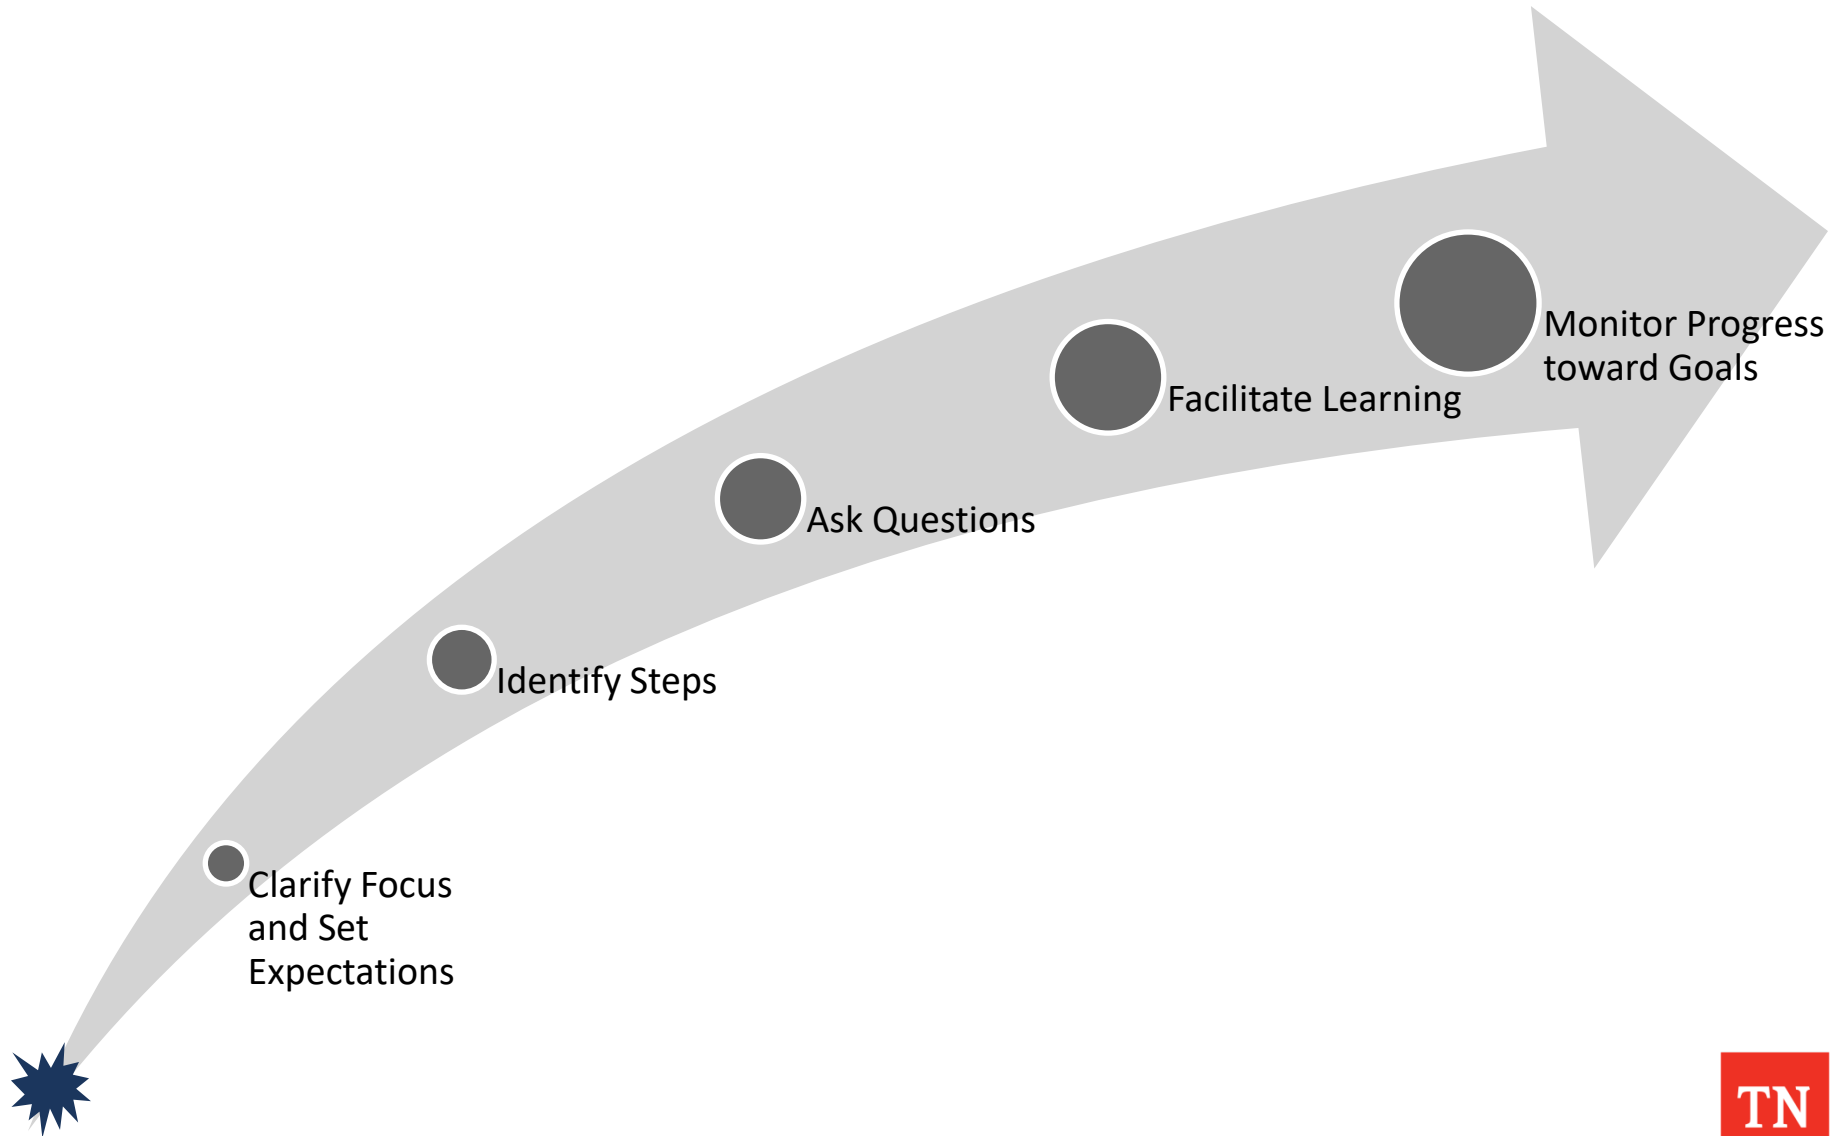 Monitor Progress
toward Goals
Facilitate Learning
Ask Questions
Identify Steps
Clarify Focus
and Set
Expectations
TN